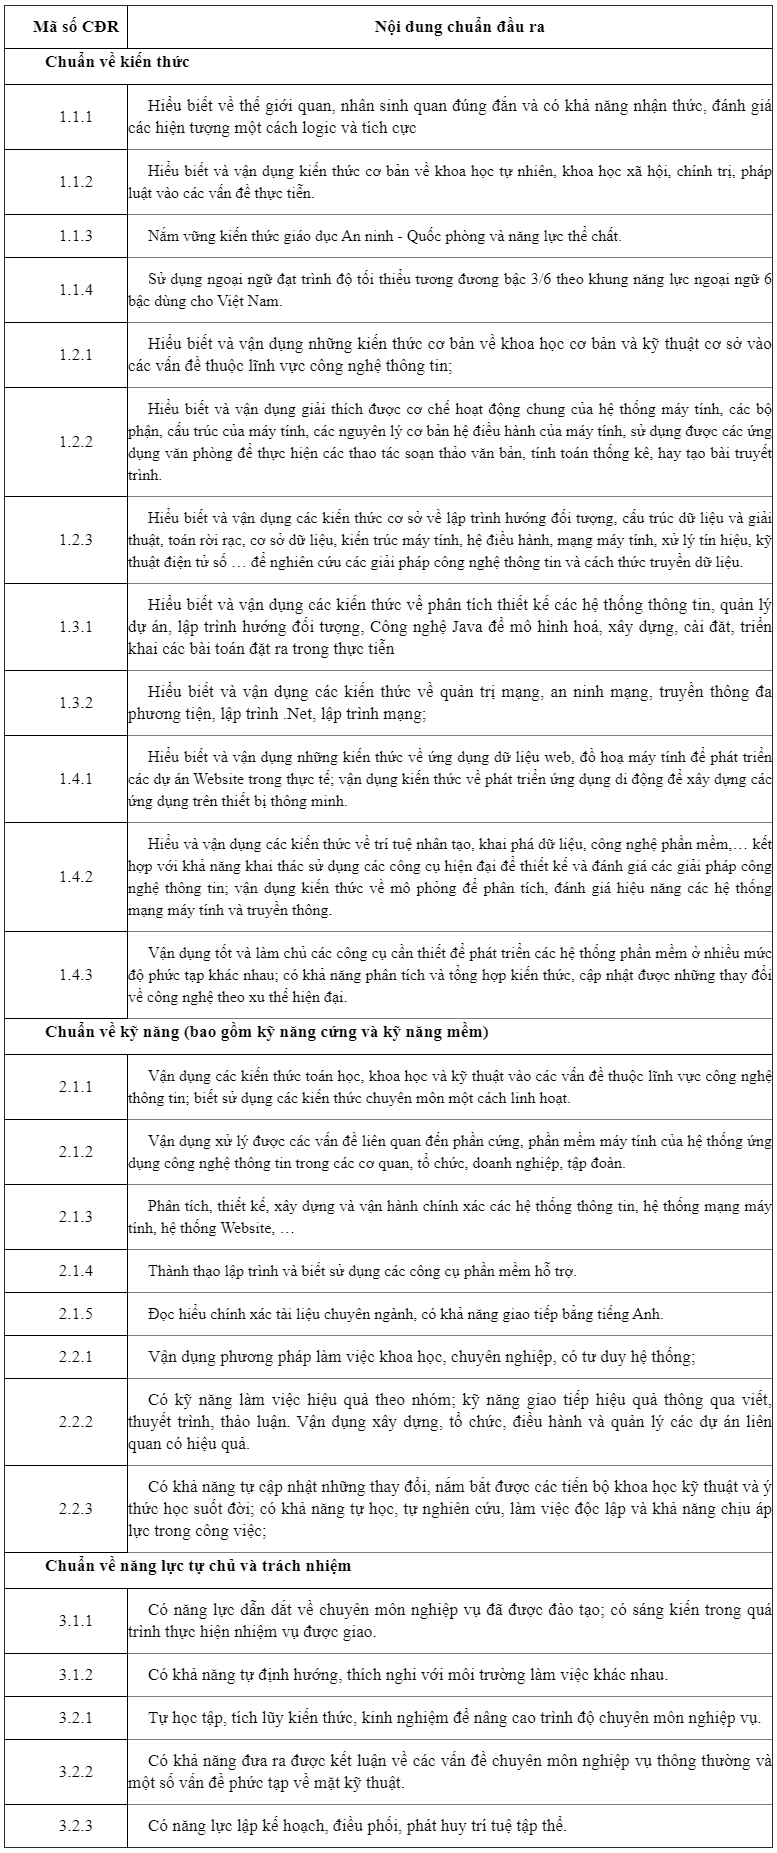 Mã số CĐR Nội dung chuẩn đầu ra
Chuẩn về kiến thức
1.1.1
Hiểu biết về thế giới quan, nhân sinh quan đúng đắn và có khả năng nhận thức, đánh giá
các hiện tượng một cách logic và tích cực
1.1.2
Hiểu biết và vận dụng kiến thức cơ bản về khoa học tự nhiên, khoa học xã hội, chính trị, pháp
luật vào các vấn đề thực tiễn.
1.1.3
Nắm vững kiến thức giáo dục An ninh - Quốc phòng và năng lực thể chất.
1.1.4
Sử dụng ngoại ngữ đạt trình độ tối thiểu tương đương bậc 3/6 theo khung năng lực ngoại ngữ 6
bậc dùng cho Việt Nam.
1.2.1
Hiểu biết và vận dụng những kiến thức cơ bản về khoa học cơ bản và kỹ thuật cơ sở vào
các vấn đề thuộc lĩnh vực công nghệ thông tin;
1.2.2
Hiểu biết và vận dụng giải thích được cơ chế hoạt động chung của hệ thống máy tính, các bộ
phận, cấu trúc của máy tính, các nguyên lý cơ bản hệ điều hành của máy tính, sử dụng được các ứng
dụng văn phòng để thực hiện các thao tác soạn thảo văn bản, tính toán thống kê, hay tạo bài truyết
trình.
1.2.3
Hiểu biết và vận dụng các kiến thức cơ sở về lập trình hướng đối tượng, cấu trúc dữ liệu và giải
thuật, toán rời rạc, cơ sở dữ liệu, kiến trúc máy tính, hệ điều hành, mạng máy tính, xử lý tín hiệu, kỹ
thuật điện tử số … để nghiên cứu các giải pháp công nghệ thông tin và cách thức truyền dữ liệu.
1.3.1
Hiểu biết và vận dụng các kiến thức về phân tích thiết kế các hệ thống thông tin, quản lý
dự án, lập trình hướng đối tượng, Công nghệ Java để mô hình hoá, xây dựng, cài đăt, triển
khai các bài toán đặt ra trong thực tiễn
1.3.2
Hiểu biết và vận dụng các kiến thức về quản trị mạng, an ninh mạng, truyền thông đa
phương tiện, lập trình .Net, lập trình mạng;
1.4.1
Hiểu biết và vận dụng những kiến thức về ứng dụng dữ liệu web, đồ hoạ máy tính để phát triển
các dự án Website trong thực tế; vận dụng kiến thức về phát triển ứng dụng di động để xây dựng các
ứng dụng trên thiết bị thông minh.
1.4.2
Hiểu và vận dụng các kiến thức về trí tuệ nhân tạo, khai phá dữ liệu, công nghệ phần mềm,… kết
hợp với khả năng khai thác sử dụng các công cụ hiện đại để thiết kế và đánh giá các giải pháp công
nghệ thông tin; vận dụng kiến thức về mô phỏng để phân tích, đánh giá hiệu năng các hệ thống
mạng máy tính và truyền thông.
1.4.3
Vận dụng tốt và làm chủ các công cụ cần thiết để phát triển các hệ thống phần mềm ở nhiều mức
độ phức tạp khác nhau; có khả năng phân tích và tổng hợp kiến thức, cập nhật được những thay đổi
về công nghệ theo xu thế hiện đại.
Chuẩn về kỹ năng (bao gồm kỹ năng cứng và kỹ năng mềm)
2.1.1
Vận dụng các kiến thức toán học, khoa học và kỹ thuật vào các vấn đề thuộc lĩnh vực công nghệ
thông tin; biết sử dụng các kiến thức chuyên môn một cách linh hoạt.
2.1.2
Vận dụng xử lý được các vấn đề liên quan đến phần cứng, phần mềm máy tính của hệ thống ứng
dụng công nghệ thông tin trong các cơ quan, tổ chức, doanh nghiệp, tập đoàn.
2.1.3
Phân tích, thiết kế, xây dựng và vận hành chính xác các hệ thống thông tin, hệ thống mạng máy
tính, hệ thống Website, …
2.1.4
Thành thạo lập trình và biết sử dụng các công cụ phần mềm hỗ trợ.
2.1.5
Đọc hiểu chính xác tài liệu chuyên ngành, có khả năng giao tiếp bằng tiếng Anh.
2.2.1
Vận dụng phương pháp làm việc khoa học, chuyên nghiệp, có tư duy hệ thống;
2.2.2
Có kỹ năng làm việc hiệu quả theo nhóm; kỹ năng giao tiếp hiệu quả thông qua viết,
thuyết trình, thảo luận. Vận dụng xây dựng, tổ chức, điều hành và quản lý các dự án liên
quan có hiệu quả.
2.2.3
Có khả năng tự cập nhật những thay đổi, nắm bắt được các tiến bộ khoa học kỹ thuật và ý
thức học suốt đời; có khả năng tự học, tự nghiên cứu, làm việc độc lập và khả năng chịu áp
lực trong công việc;
Chuẩn về năng lực tự chủ và trách nhiệm
3.1.1
Có năng lực dẫn dắt về chuyên môn nghiệp vụ đã được đào tạo; có sáng kiến trong quá
trình thực hiện nhiệm vụ được giao.
3.1.2
Có khả năng tự định hướng, thích nghi với môi trường làm việc khác nhau.
3.2.1
Tự học tập, tích lũy kiến thức, kinh nghiệm để nâng cao trình độ chuyên môn nghiệp vụ.
3.2.2
Có khả năng đưa ra được kết luận về các vấn đề chuyên môn nghiệp vụ thông thường và
một số vấn đề phức tạp về mặt kỹ thuật.
3.2.3
Có năng lực lập kế hoạch, điều phối, phát huy trí tuệ tập thể.